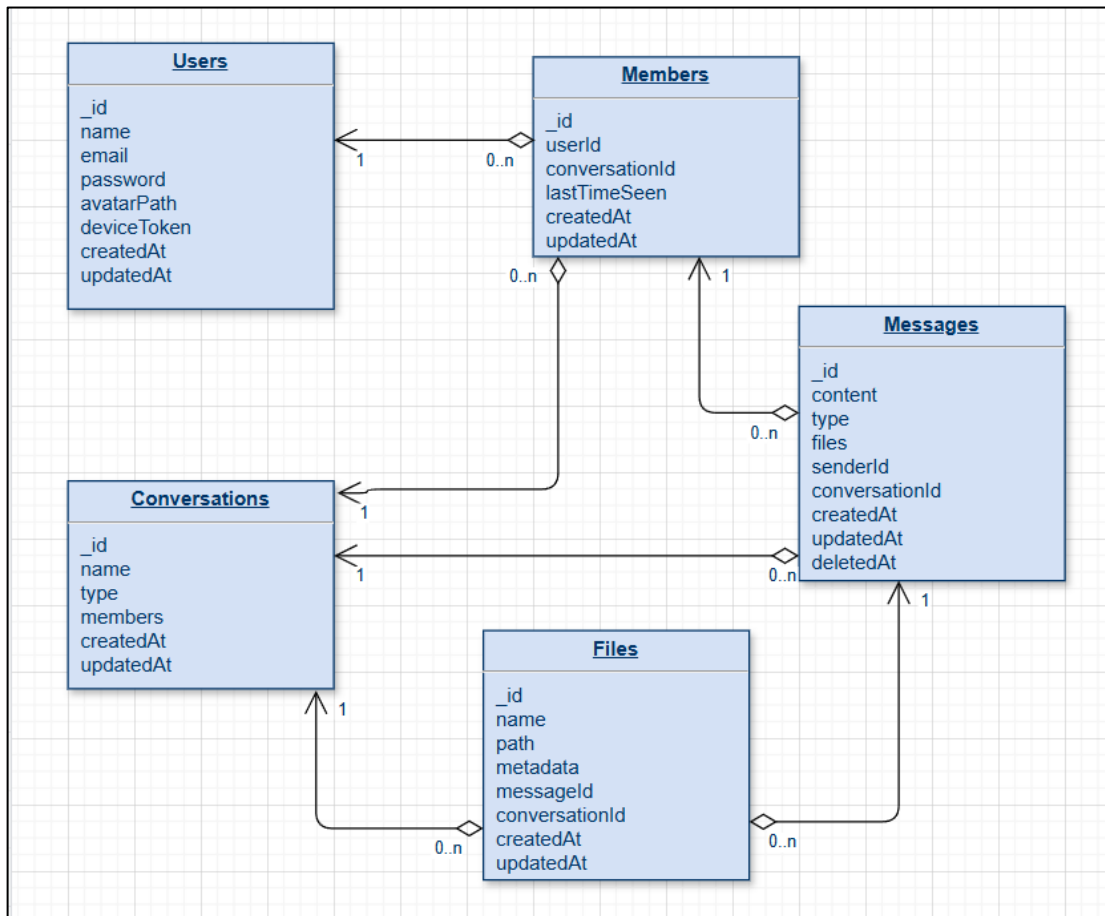 Users
_id
name
email
password
avatarPath
deviceToken
createdAt
updatedAt
1
0..n
Members
_id
userId
conversationId
lastTimeSeen
createdAt
updatedAt
0..n
1
Messages
_id
content
type
files
senderId
conversationId
createdAt
updatedAt
deletedAt
0..n
1
1
0..n
1
Conversations
_id
name
type
members
createdAt
updatedAt
1
Files
_id
name
path
metadata
messageId
conversationId
createdAt
updatedAt
0..n
0..n